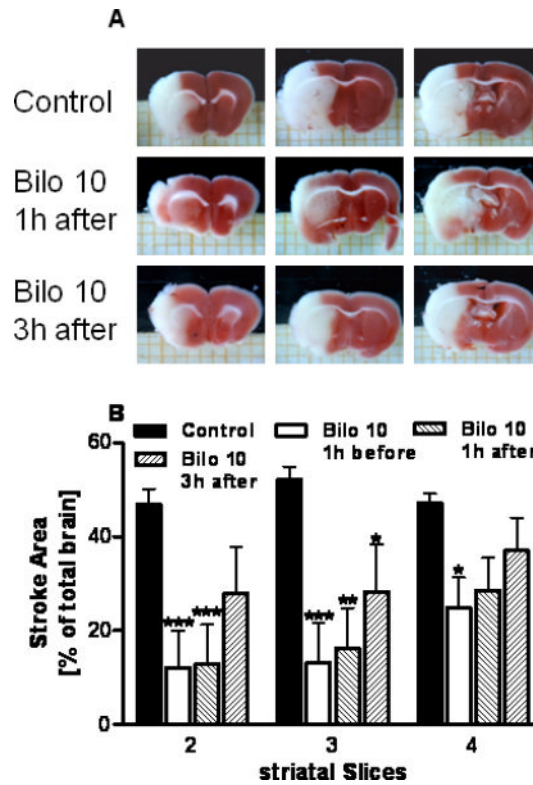 A
Control
Bilo 10
1h after
Bilo 10
3h after
B
Control
Bilo 10
1h before
Bilo 10
1h after
Bilo 10
3h after
Stroke Area
[% of total brain]
60
40
20
0
***
***
***
**
*
*
2
3
4
striatal Slices